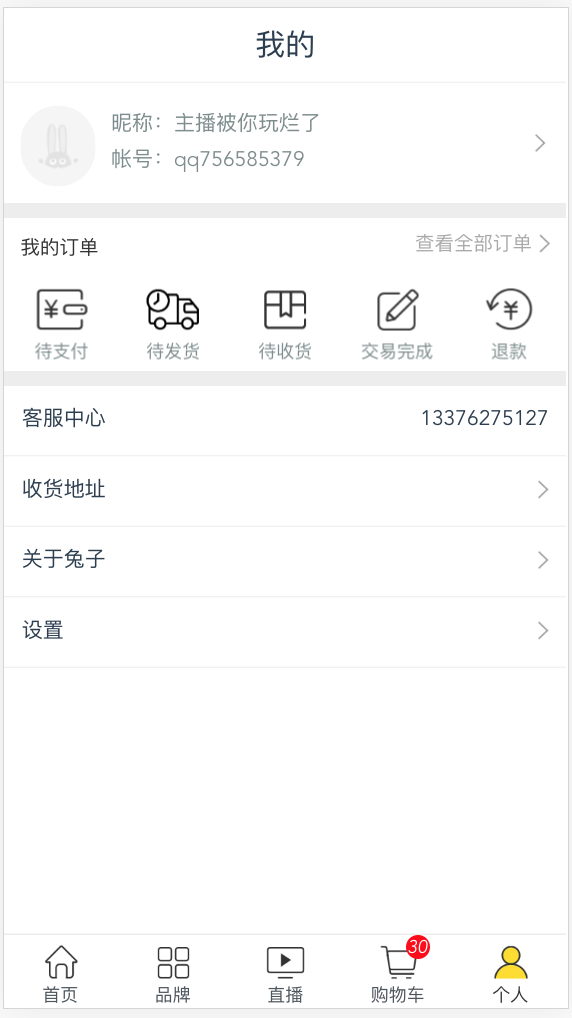 我的
昵称：主播被你玩烂了
帐号：qq756585379
我的订单 查看全部订单
待支付 待发货 待收货 交易完成 退款
客服中心 13376275127
收货地址
关于兔子
设置
30
首页 品牌 直播 购物车 个人